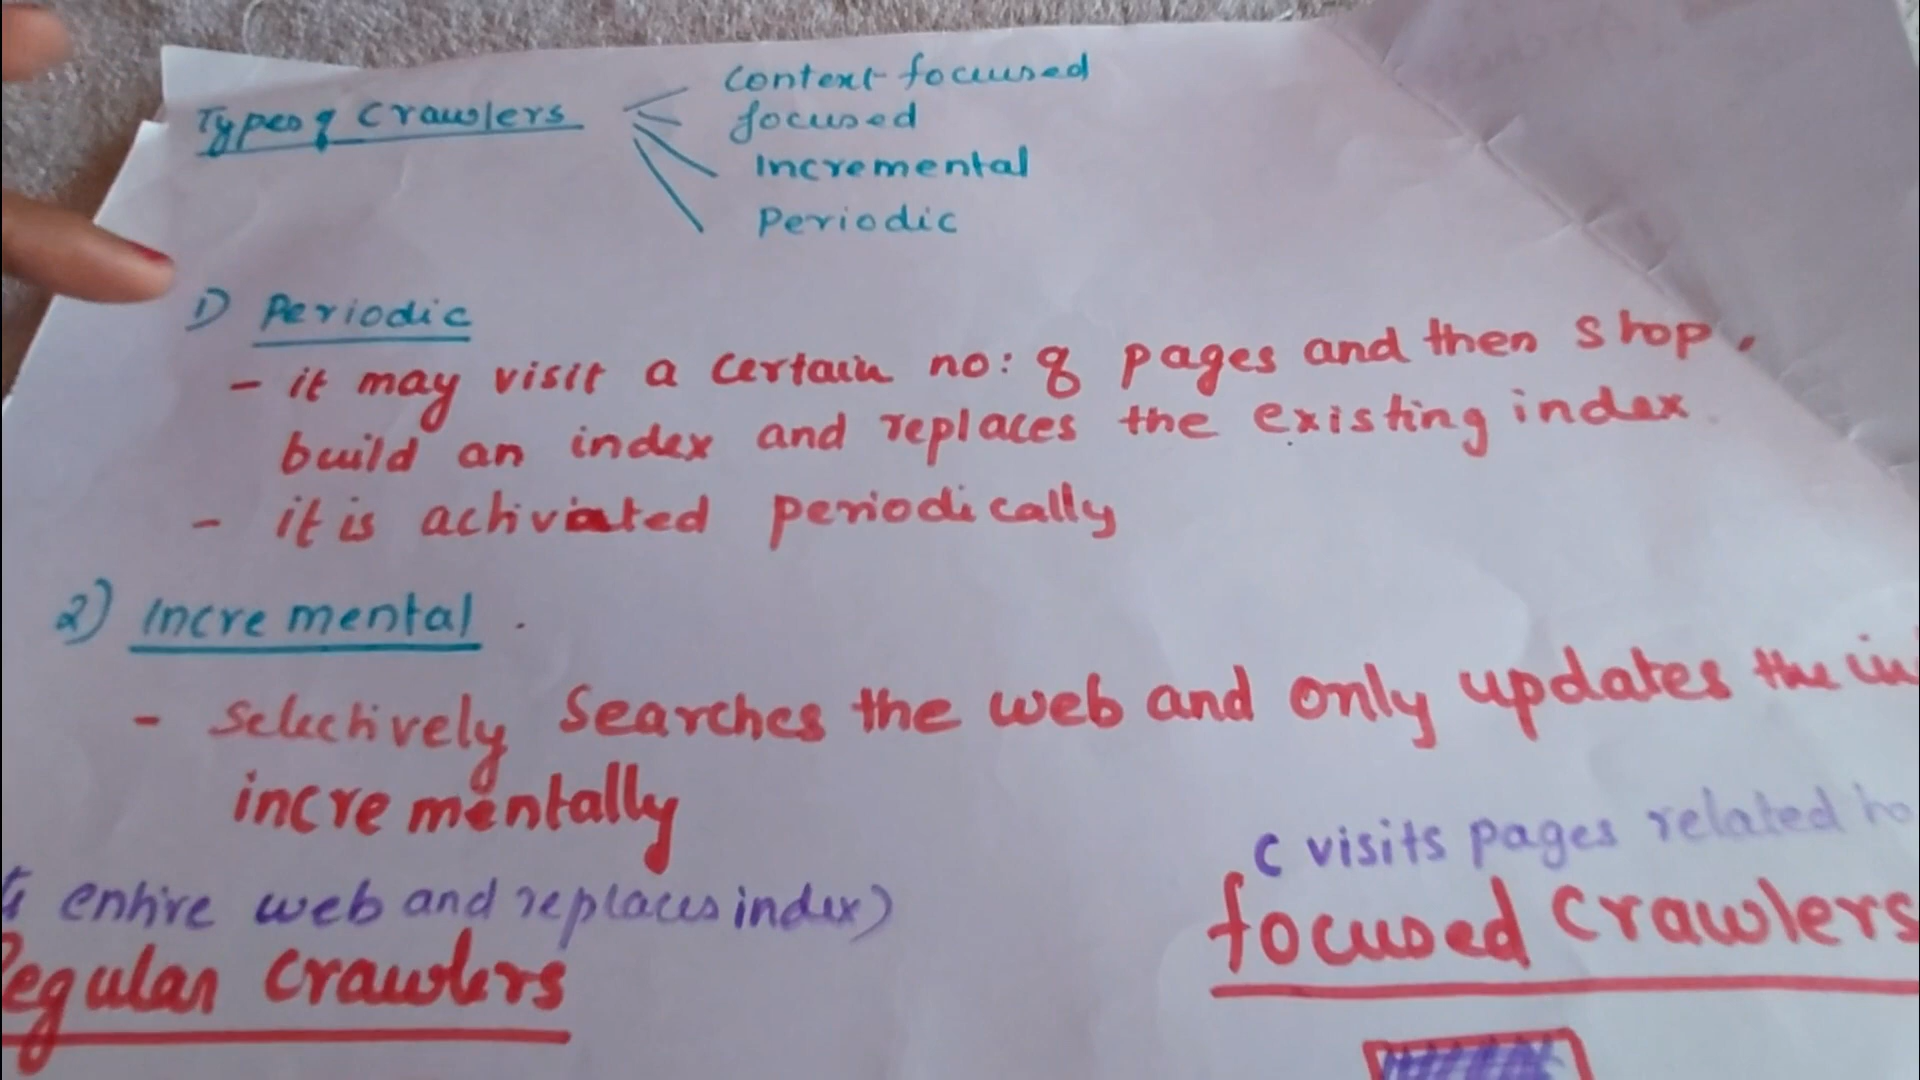 Types of Crawlers
Context focused
focused
Incremental
Periodic
1) Periodic
- it may visit a certain no: of pages and then stop,
build an index and replaces the existing index.
- it is activated periodically
2) Incremental
- Selectively Searches the web and only updates the
incrementally
entire web and replaces index)
( visits pages related to
Regular Crawlers
focused Crawlers